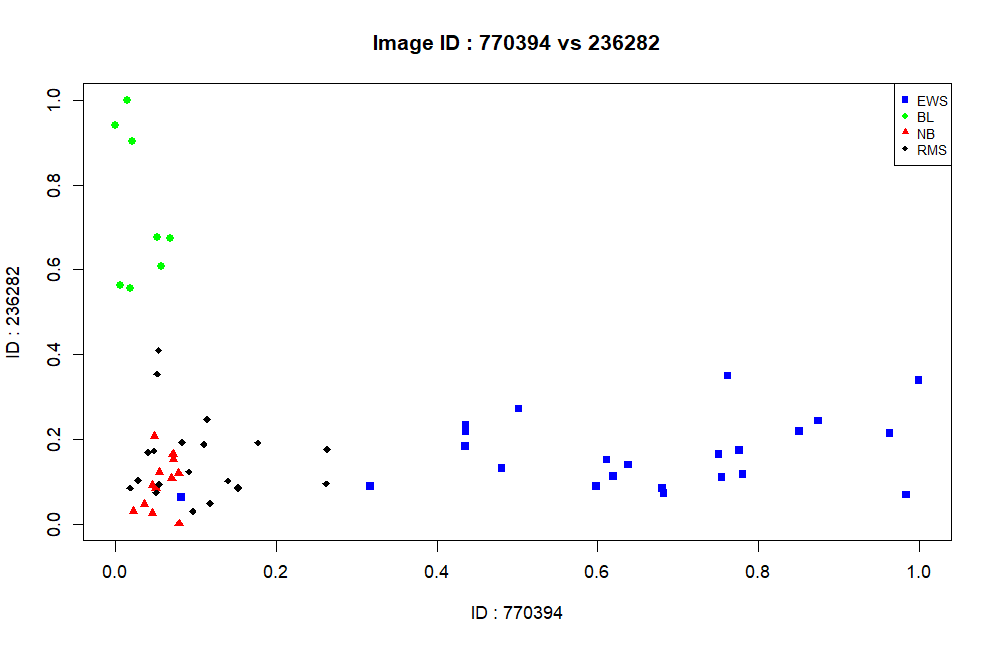 Image ID : 770394 vs 236282
EWS
BL
NB
RMS
1.0
0.8
0.6
0.4
0.2
0.0
ID : 236282
0.0 0.2 0.4 0.6 0.8 1.0
ID : 770394